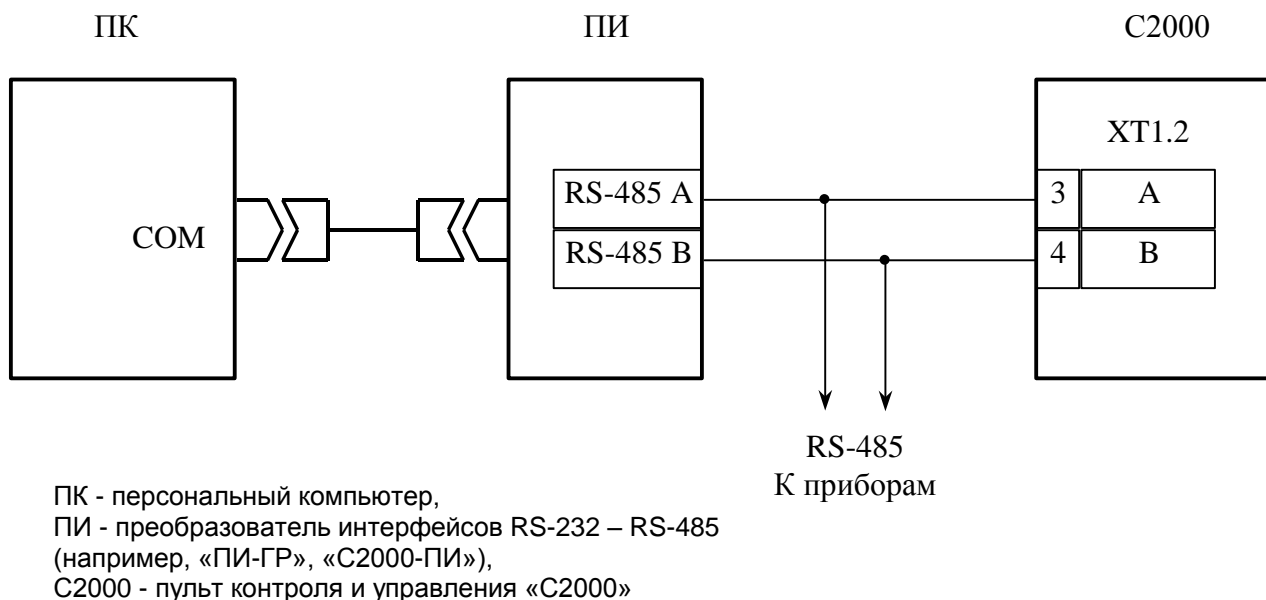 ПК ПИ С2000
XT1.2
RS-485 A 3 A
COM
RS-485 B 4 B
RS-485
К приборам
ПК - персональный компьютер,
ПИ - преобразователь интерфейсов RS-232 – RS-485
(например, «ПИ-ГР», «С2000-ПИ»),
С2000 - пульт контроля и управления «С2000»